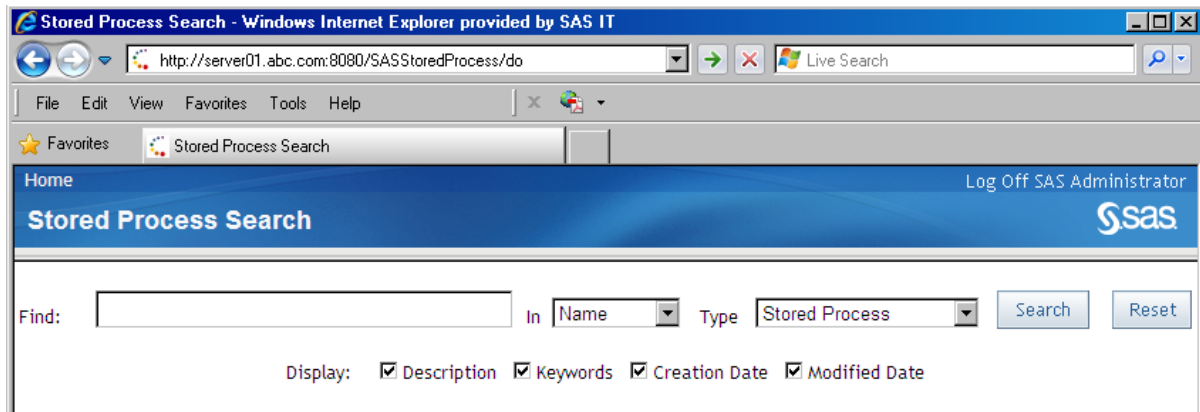 Stored Process Search - Windows Internet Explorer provided by SAS IT
http://server01.abc.com:8080/SASStoredProcess/do
Live Search
File Edit View Favorites Tools Help
Favorites
Stored Process Search
Home
Log Off SAS Administrator
Stored Process Search
sas
Find: In Name Type Stored Process Search Reset
Display: Description Keywords Creation Date Modified Date